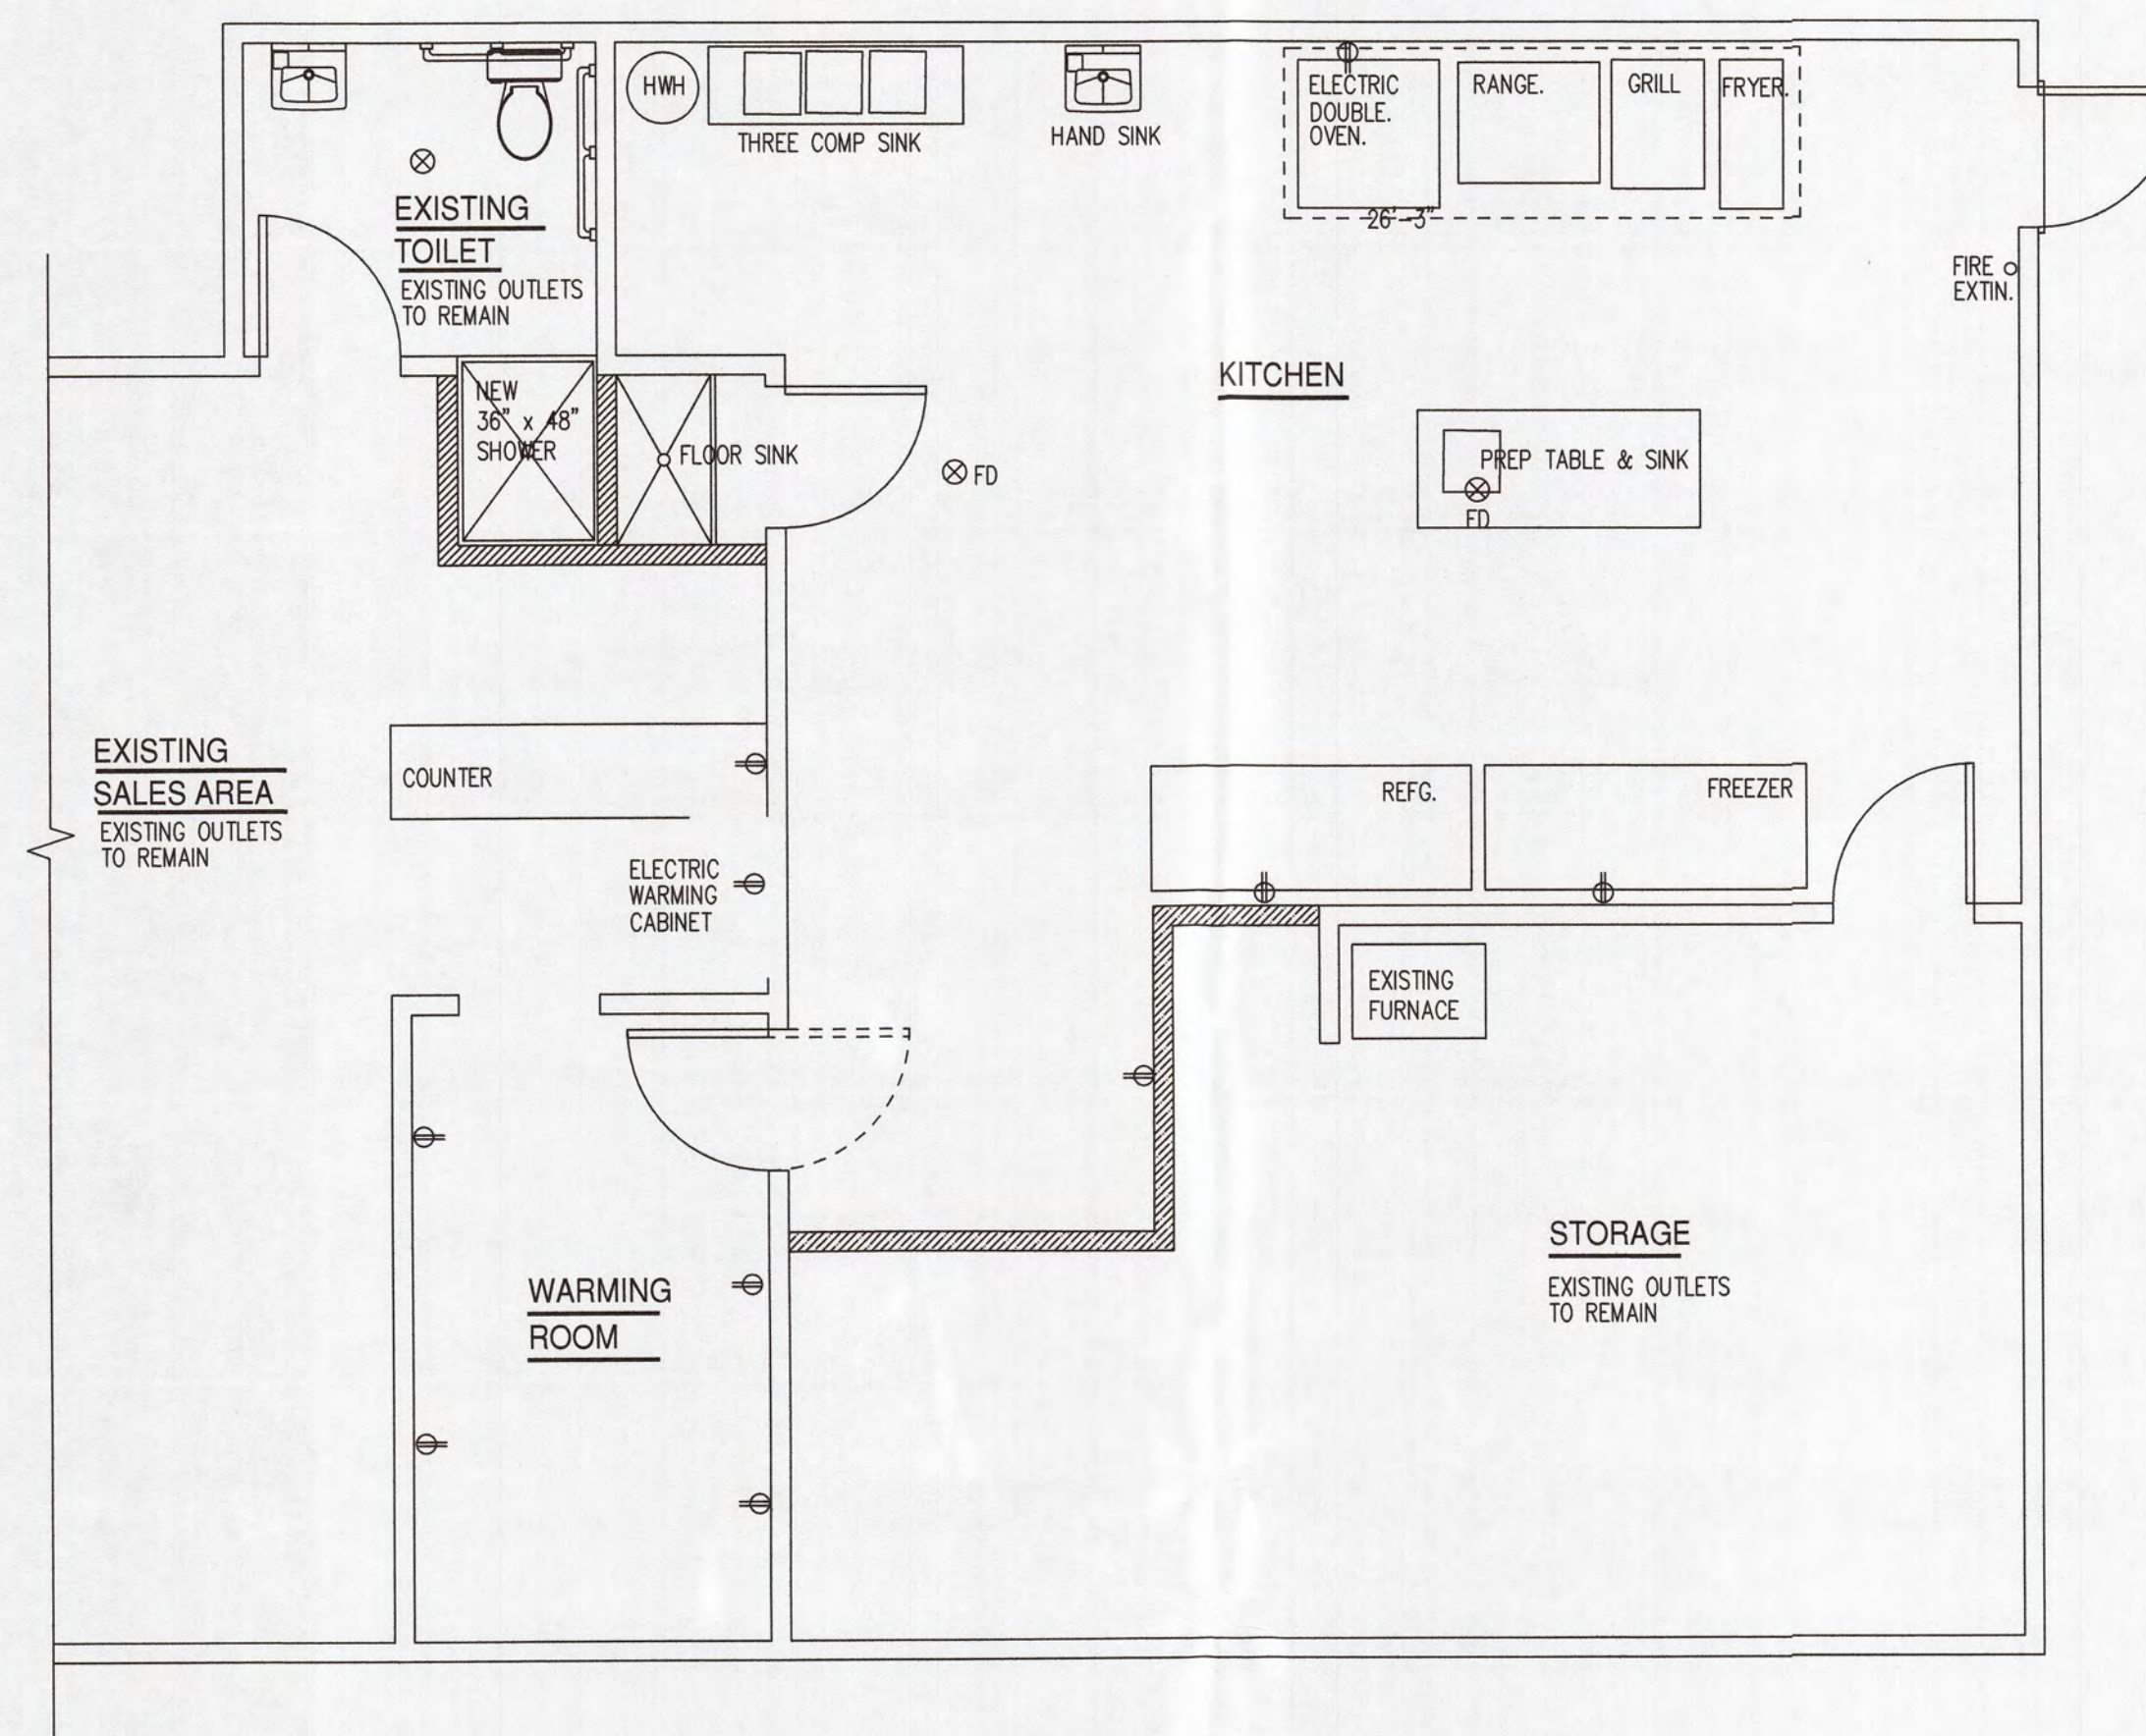 HWH
THREE COMP SINK
HAND SINK
ELECTRIC
DOUBLE.
OVEN.
RANGE.
GRILL
FRYER.
26'-3"
EXISTING
TOILET
EXISTING OUTLETS
TO REMAIN
FIRE
EXTIN.
KITCHEN
NEW
36" x 48"
SHOWER
FLOOR SINK
FD
PREP TABLE & SINK
FD
EXISTING
SALES AREA
EXISTING OUTLETS
TO REMAIN
COUNTER
REFG.
FREEZER
ELECTRIC
WARMING
CABINET
EXISTING
FURNACE
WARMING
ROOM
STORAGE
EXISTING OUTLETS
TO REMAIN